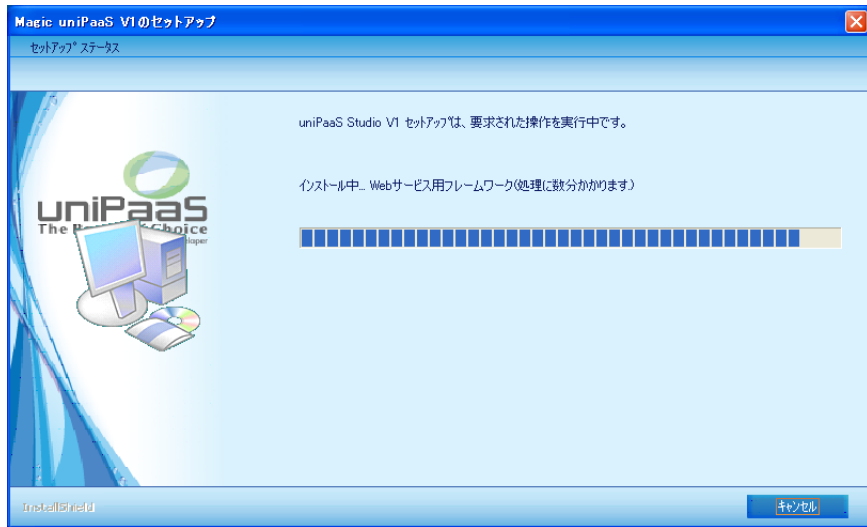 Magic uniPaaS V1のセットアップ
セットアップ ステータス
uniPaaS Studio V1 セットアップは、要求された操作を実行中です。
インストール中... Webサービス用フレームワーク(処理に数分かかります)
uniPaaS
The Choice
InstallShield
キャンセル